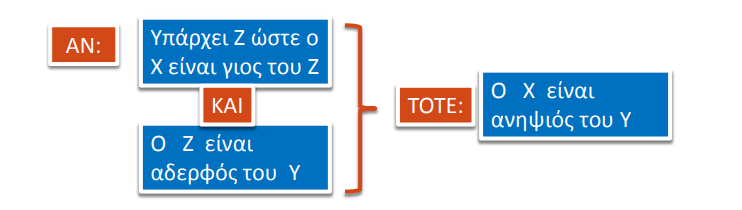 ΑΝ:
Υπάρχει Ζ ώστε ο
Χ είναι γιος του Ζ
ΚΑΙ
Ο Ζ είναι
αδερφός του Υ
ΤΟΤΕ:
Ο Χ είναι
ανηψιός του Υ